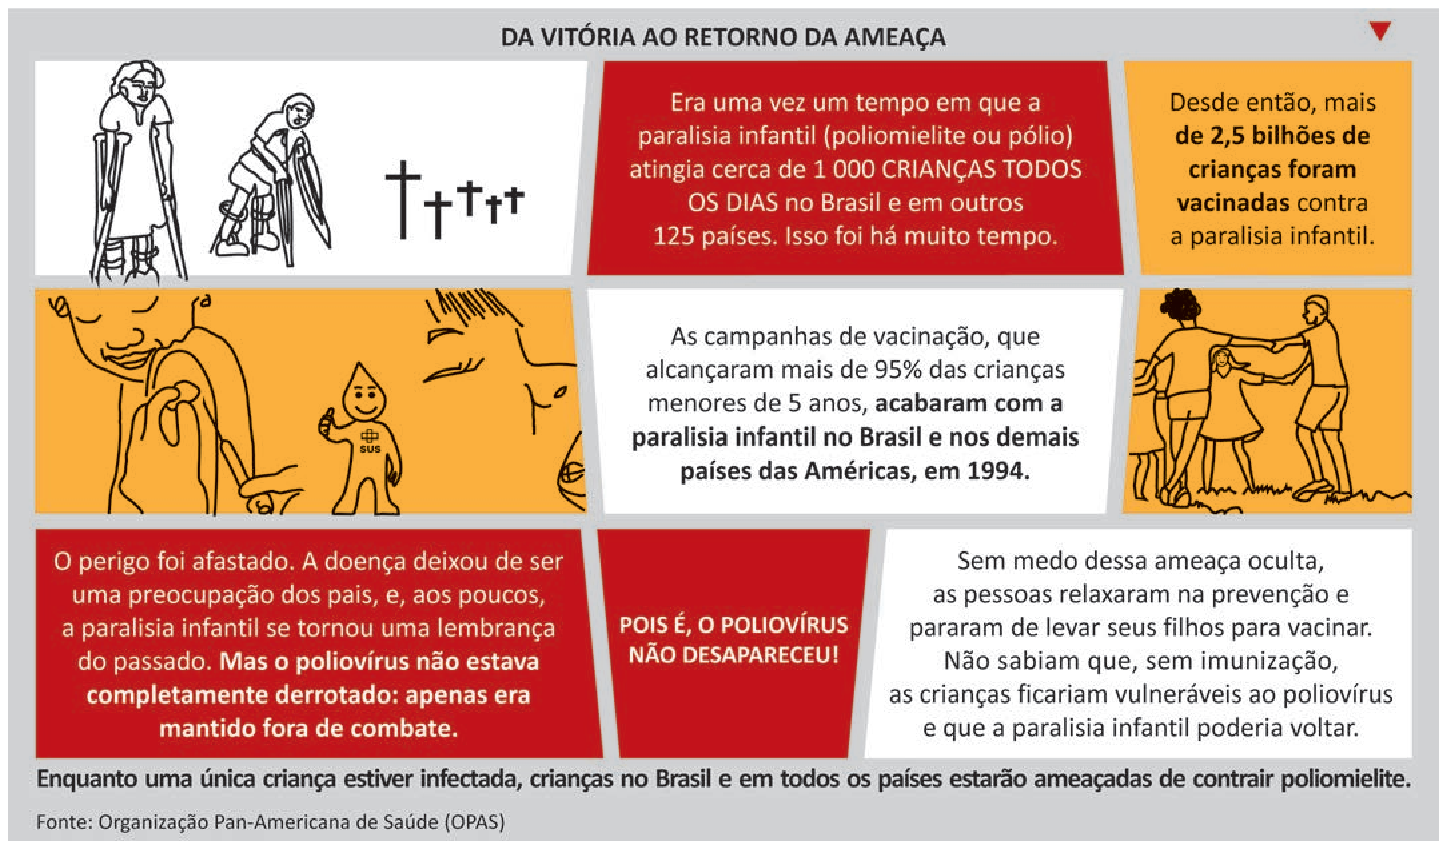 DA VITÓRIA AO RETORNO DA AMEAÇA
Era uma vez um tempo em que a
paralisia infantil (poliomielite ou pólio)
atingia cerca de 1 000 CRIANÇAS TODOS
OS DIAS no Brasil e em outros
125 países. Isso foi há muito tempo.
Desde então, mais
de 2,5 bilhões de
crianças foram
vacinadas contra
a paralisia infantil.
SUS
As campanhas de vacinação, que
alcançaram mais de 95% das crianças
menores de 5 anos, acabaram com a
paralisia infantil no Brasil e nos demais
países das Américas, em 1994.
O perigo foi afastado. A doença deixou de ser
uma preocupação dos pais, e, aos poucos,
a paralisia infantil se tornou uma lembrança
do passado. Mas o poliovírus não estava
completamente derrotado: apenas era
mantido fora de combate.
POIS É, O POLIOVÍRUS
NÃO DESAPARECEU!
Sem medo dessa ameaça oculta,
as pessoas relaxaram na prevenção e
pararam de levar seus filhos para vacinar.
Não sabiam que, sem imunização,
as crianças ficariam vulneráveis ao poliovírus
e que a paralisia infantil poderia voltar.
Enquanto uma única criança estiver infectada, crianças no Brasil e em todos os países estarão ameaçadas de contrair poliomielite.
Fonte: Organização Pan-Americana de Saúde (OPAS)